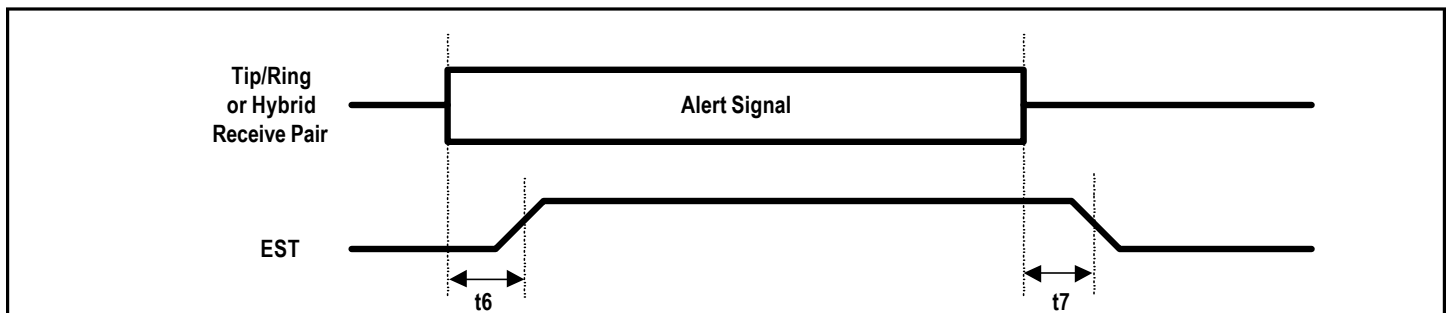 Tip/Ring
or Hybrid
Receive Pair
Alert Signal
EST
t6
t7